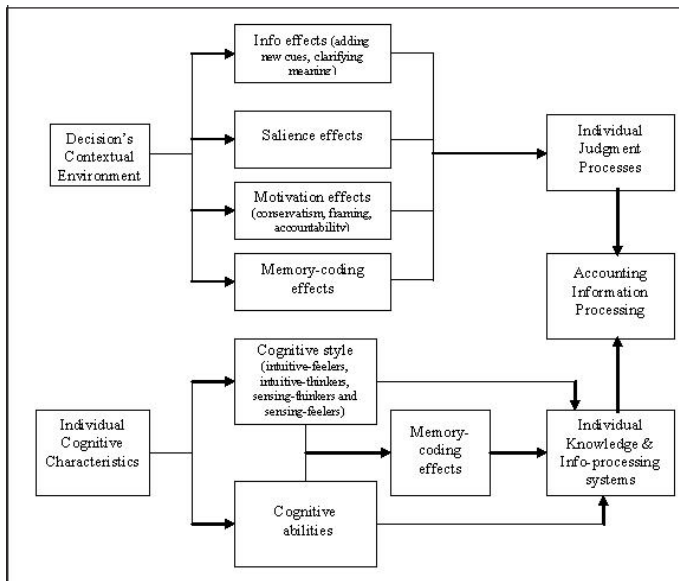 Info effects (adding
new cues, clarifying
meaning)
Decision's
Contextual
Environment
Salience effects
Individual
Judgment
Processes
Motivation effects
(conservatism, framing,
accountability)
Memory-coding
effects
Accounting
Information
Processing
Cognitive style
(intuitive-feelers,
intuitive-thinkers,
sensing-thinkers and
sensing-feelers)
Individual
Cognitive
Characteristics
Memory-
coding
effects
Individual
Knowledge &
Info-processing
systems
Cognitive
abilities